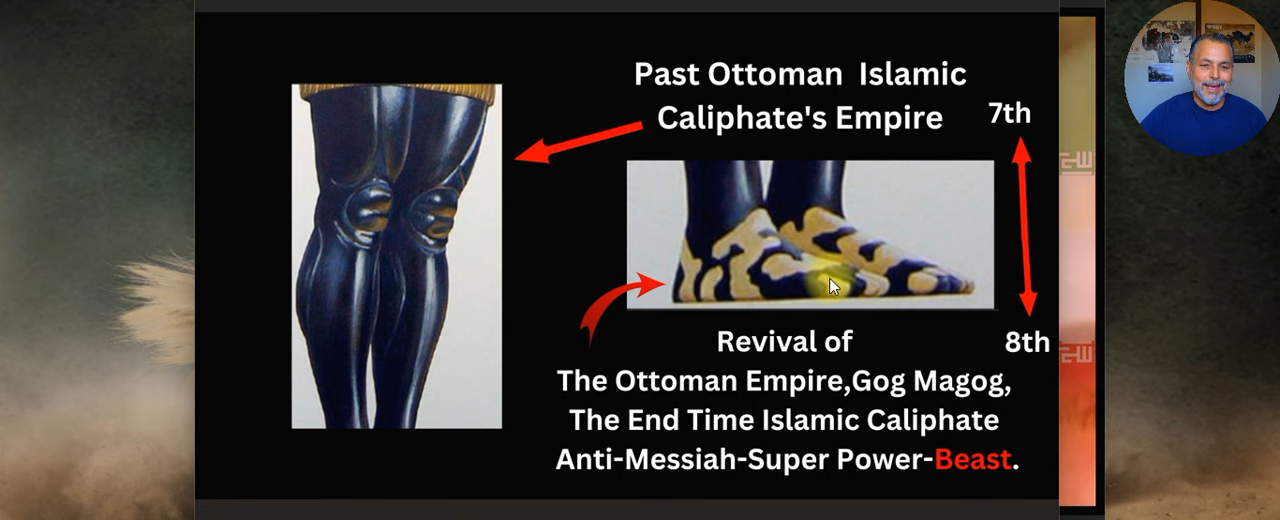 Past Ottoman  Islamic
Caliphate's Empire
7th
8th
Revival of
The Ottoman Empire,Gog Magog,
The End Time Islamic Caliphate
Anti-Messiah-Super Power-Beast.